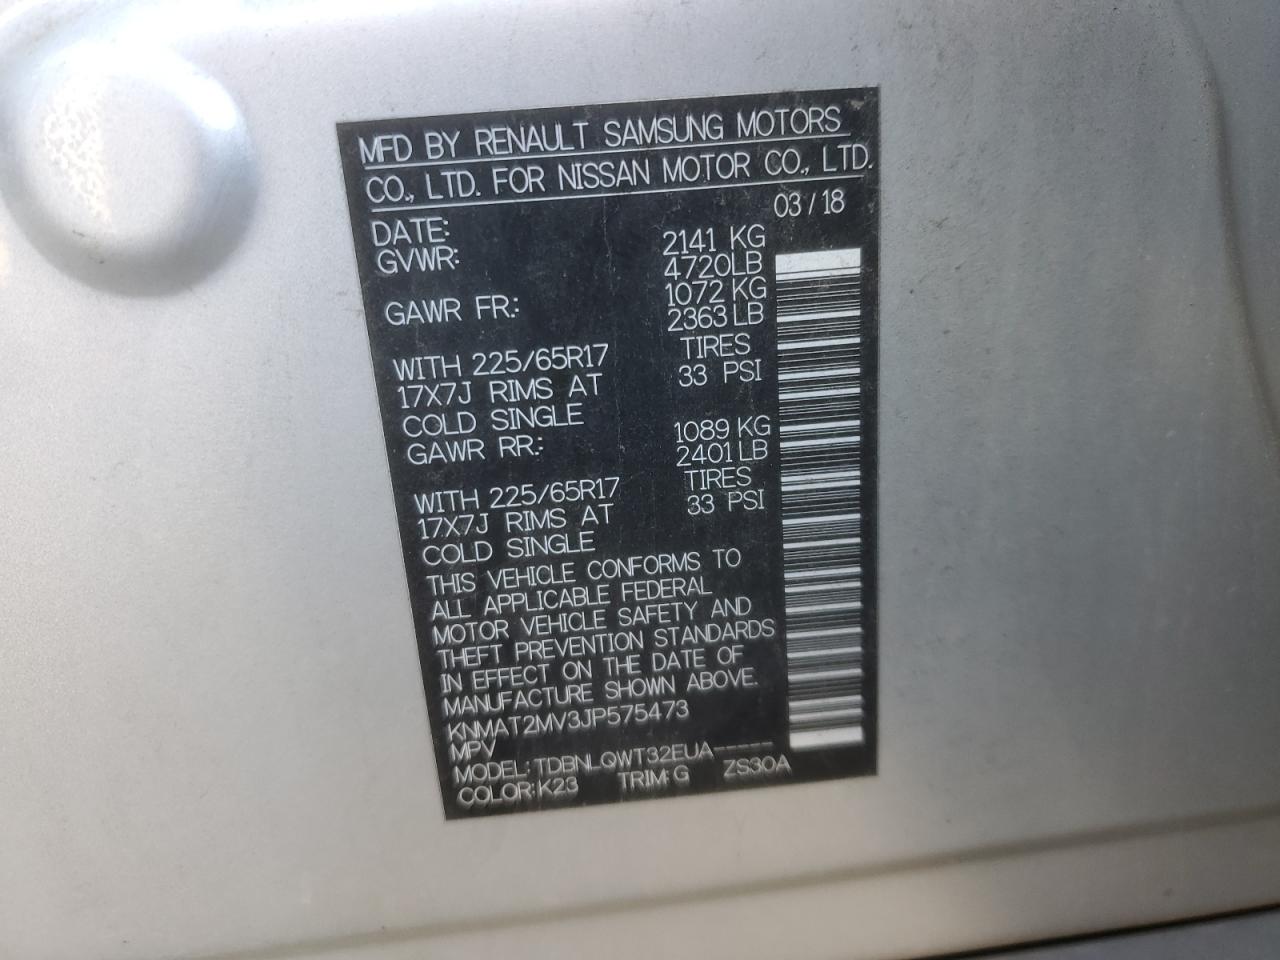 MFD BY RENAULT SAMSUNG MOTORS
CO., LTD. FOR NISSAN MOTOR CO., LTD.
DATE: 03 / 18
GVWR: 2141 KG
4720LB
GAWR FR.: 1072 KG
2363 LB
WITH 225/65R17 TIRES
17X7J RIMS AT 33 PSI
COLD SINGLE
GAWR RR.: 1089 KG
2401 LB
WITH 225/65R17 TIRES
17X7J RIMS AT 33 PSI
COLD SINGLE
THIS VEHICLE CONFORMS TO
ALL APPLICABLE FEDERAL
MOTOR VEHICLE SAFETY AND
THEFT PREVENTION STANDARDS
IN EFFECT ON THE DATE OF
MANUFACTURE SHOWN ABOVE.
KNMAT2MV3JP575473
MPV
MODEL: TDBNLQWT32EUA-----
COLOR: K23 TRIM: G ZS30A